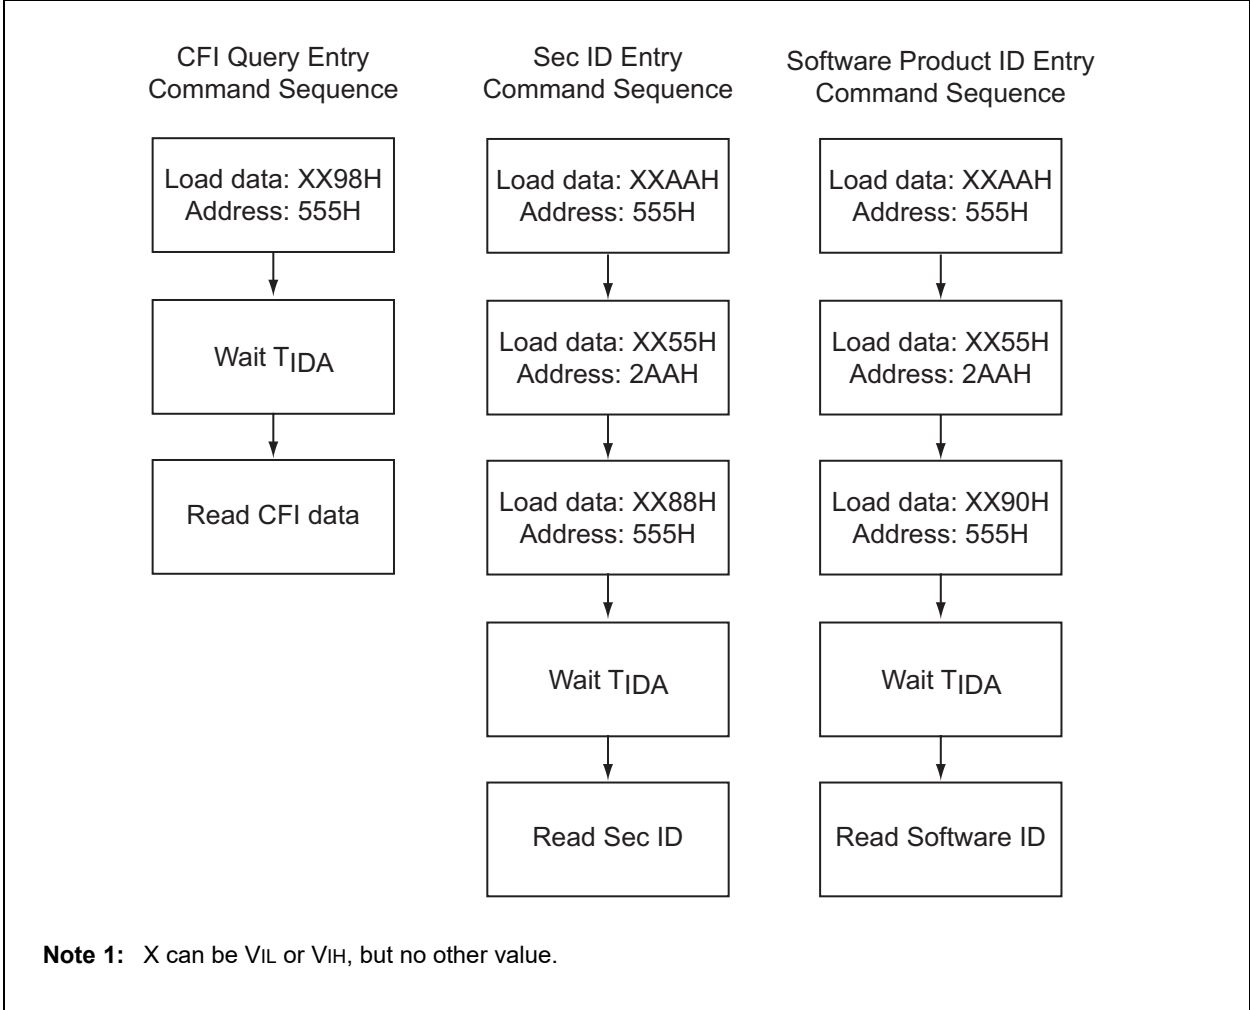 CFI Query Entry
Command Sequence
Load data: XX98H
Address: 555H
Wait TIDA
Read CFI data
Sec ID Entry
Command Sequence
Load data: XXAAH
Address: 555H
Load data: XX55H
Address: 2AAH
Load data: XX88H
Address: 555H
Wait TIDA
Read Sec ID
Software Product ID Entry
Command Sequence
Load data: XXAAH
Address: 555H
Load data: XX55H
Address: 2AAH
Load data: XX90H
Address: 555H
Wait TIDA
Read Software ID
Note 1: X can be VIL or VIH, but no other value.